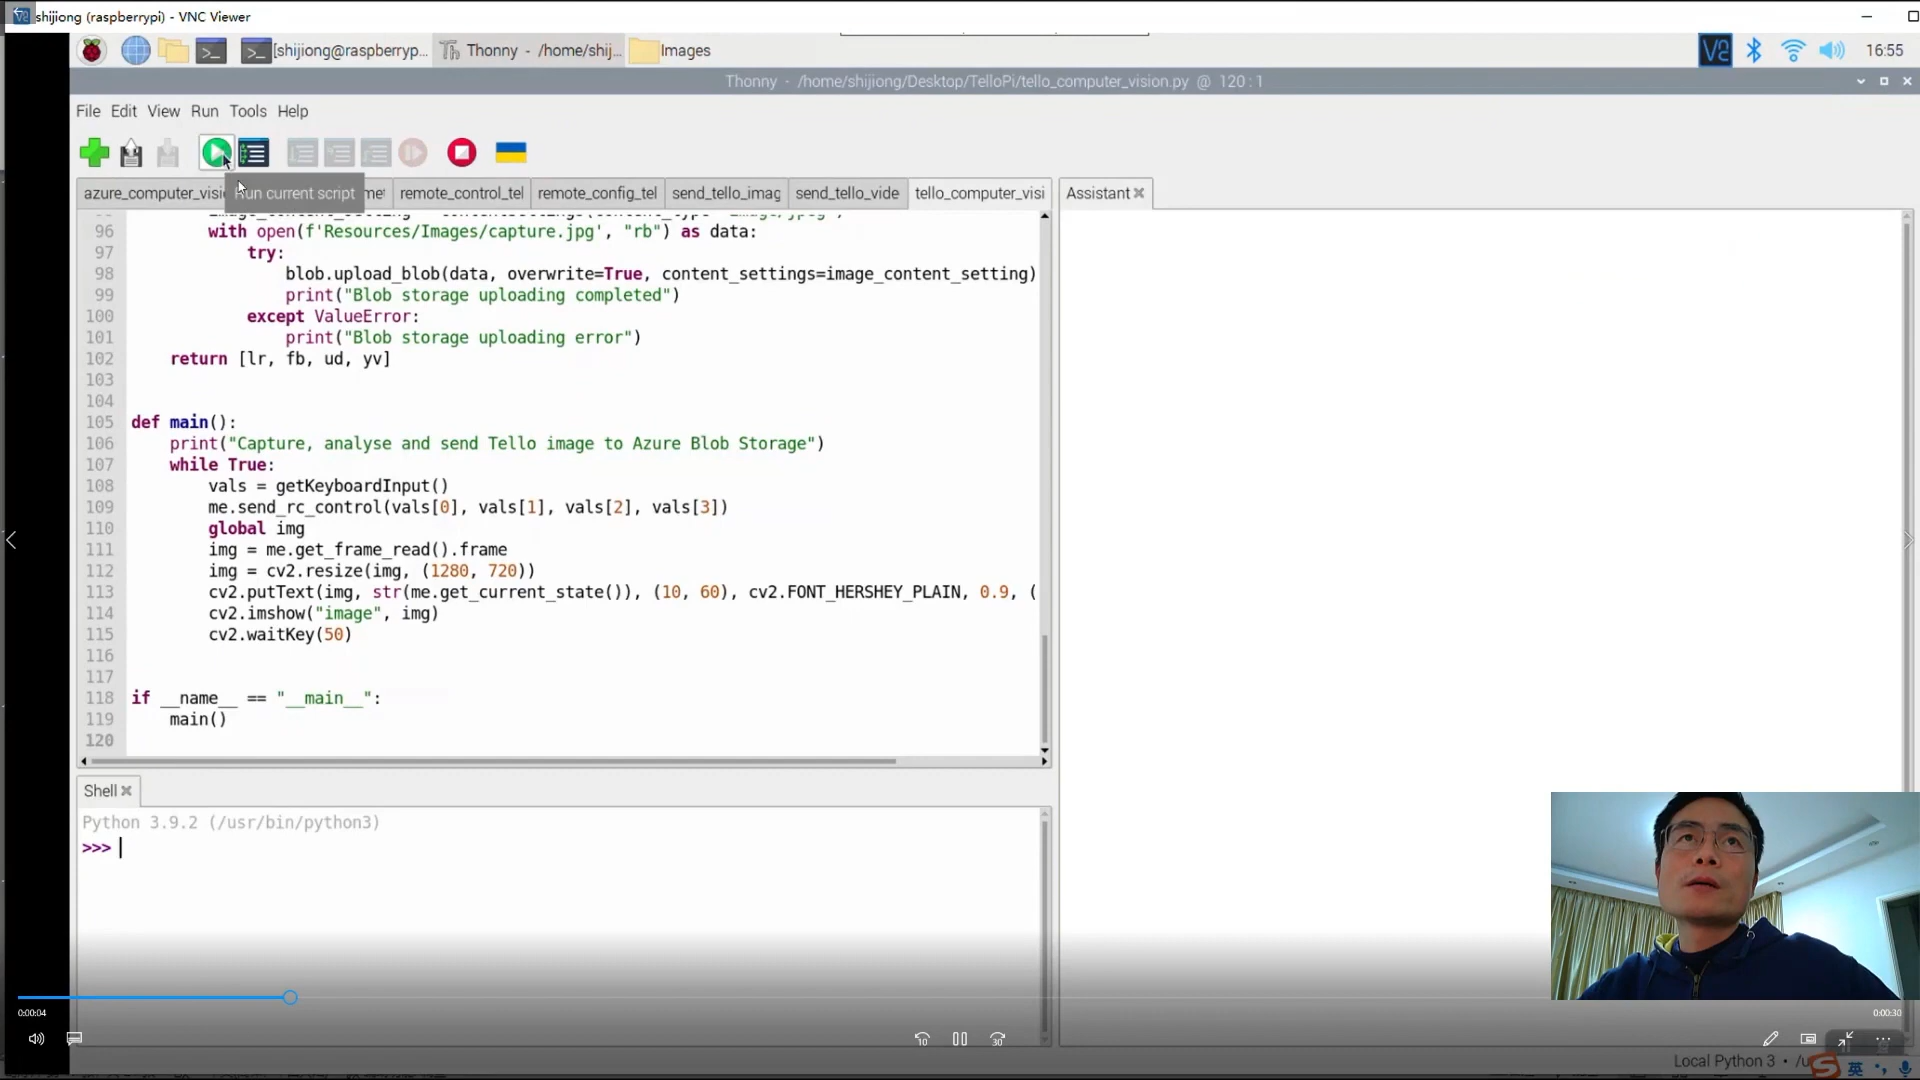 shijiong (raspberrypi) - VNC Viewer
[shijiong@raspberryp... Thonny - /home/shij... Images 16:55
Thonny - /home/shijiong/Desktop/TelloPi/tello_computer_vision.py @ 120 : 1
File Edit View Run Tools Help
azure_computer_visi Run current script met remote_control_tel remote_config_tel send_tello_imag send_tello_vide tello_computer_visi Assistant
96 with open(f'Resources/Images/capture.jpg', "rb") as data:
97 try:
98 blob.upload_blob(data, overwrite=True, content_settings=image_content_setting)
99 print("Blob storage uploading completed")
100 except ValueError:
101 print("Blob storage uploading error")
102 return [lr, fb, ud, yv]
103
104
105 def main():
106 print("Capture, analyse and send Tello image to Azure Blob Storage")
107 while True:
108 vals = getKeyboardInput()
109 me.send_rc_control(vals[0], vals[1], vals[2], vals[3])
110 global img
111 img = me.get_frame_read().frame
112 img = cv2.resize(img, (1280, 720))
113 cv2.putText(img, str(me.get_current_state()), (10, 60), cv2.FONT_HERSHEY_PLAIN, 0.9, (
114 cv2.imshow("image", img)
115 cv2.waitKey(50)
116
117
118 if __name__ == "__main__":
119 main()
120
Shell
Python 3.9.2 (/usr/bin/python3)
>>>
0:00:04 0:00:30
10 30
Local Python 3 • /u
英